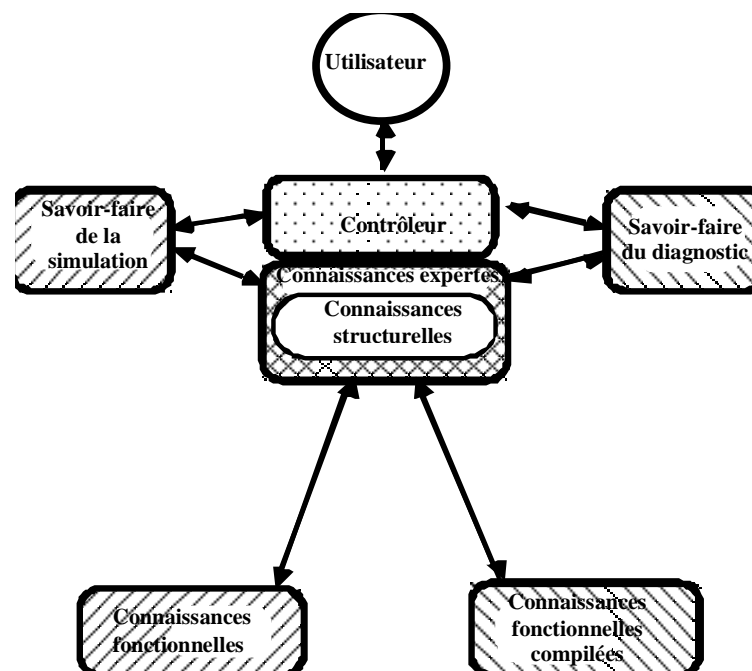 Utilisateur
Savoir-faire
de la
simulation
Contrôleur
Savoir-faire
du diagnostic
Connaissances expertes
Connaissances
structurelles
Connaissances
fonctionnelles
Connaissances
fonctionnelles
compilées